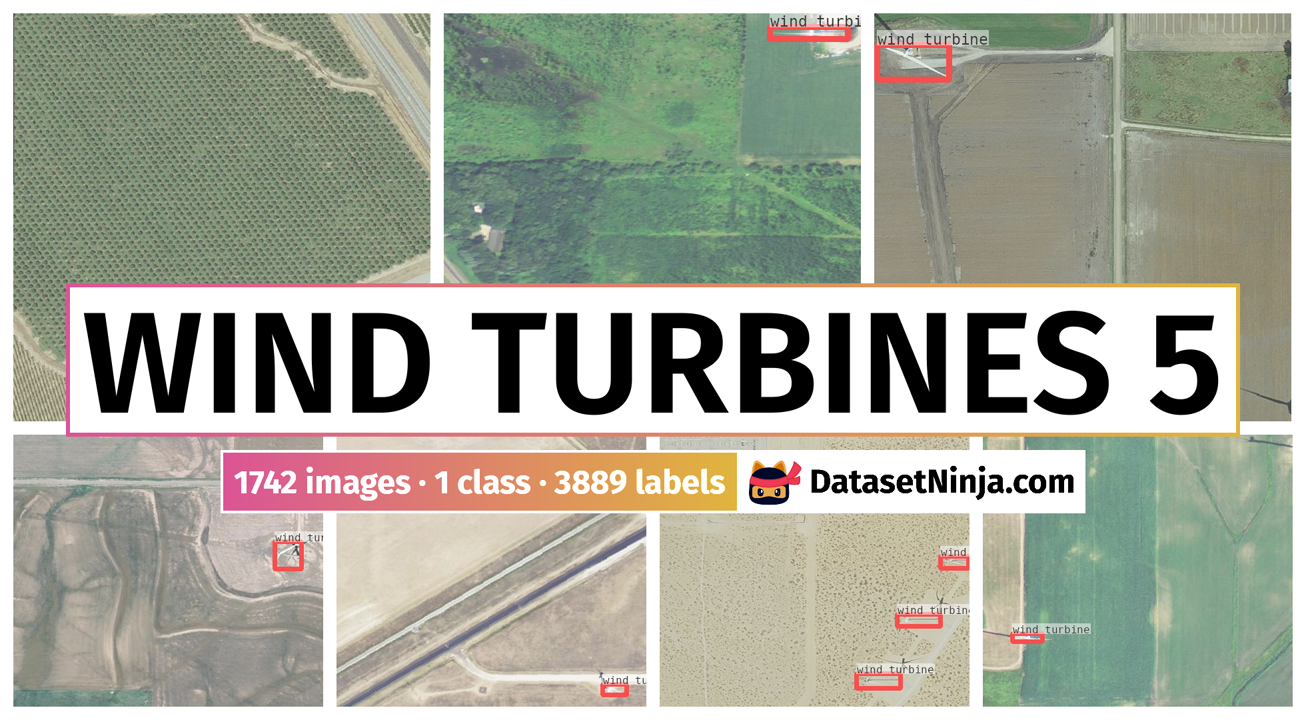 wind turbi
wind turbine
WIND TURBINES 5
1742 images · 1 class · 3889 labels
DatasetNinja.com
wind tur
wind tu
wind
wind turbine
wind turbine
wind turbine